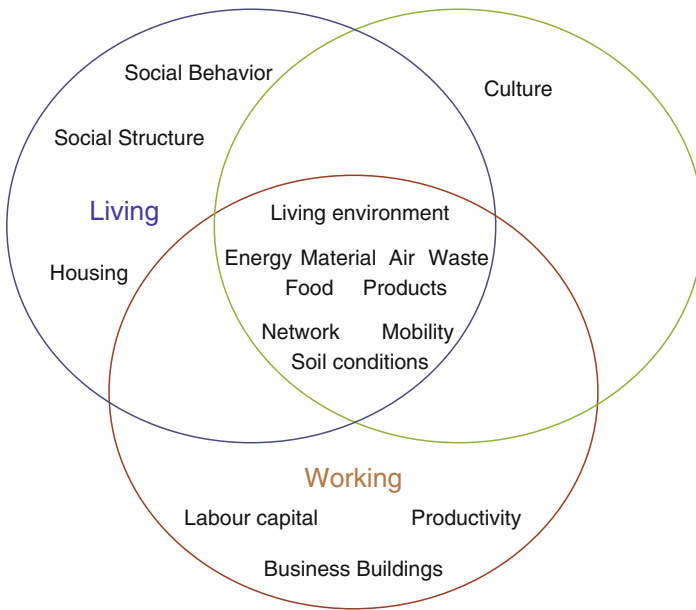 Social Behavior
Culture
Social Structure
Living
Living environment
Housing
Energy Material Air Waste
Food Products
Network Mobility
Soil conditions
Working
Labour capital Productivity
Business Buildings